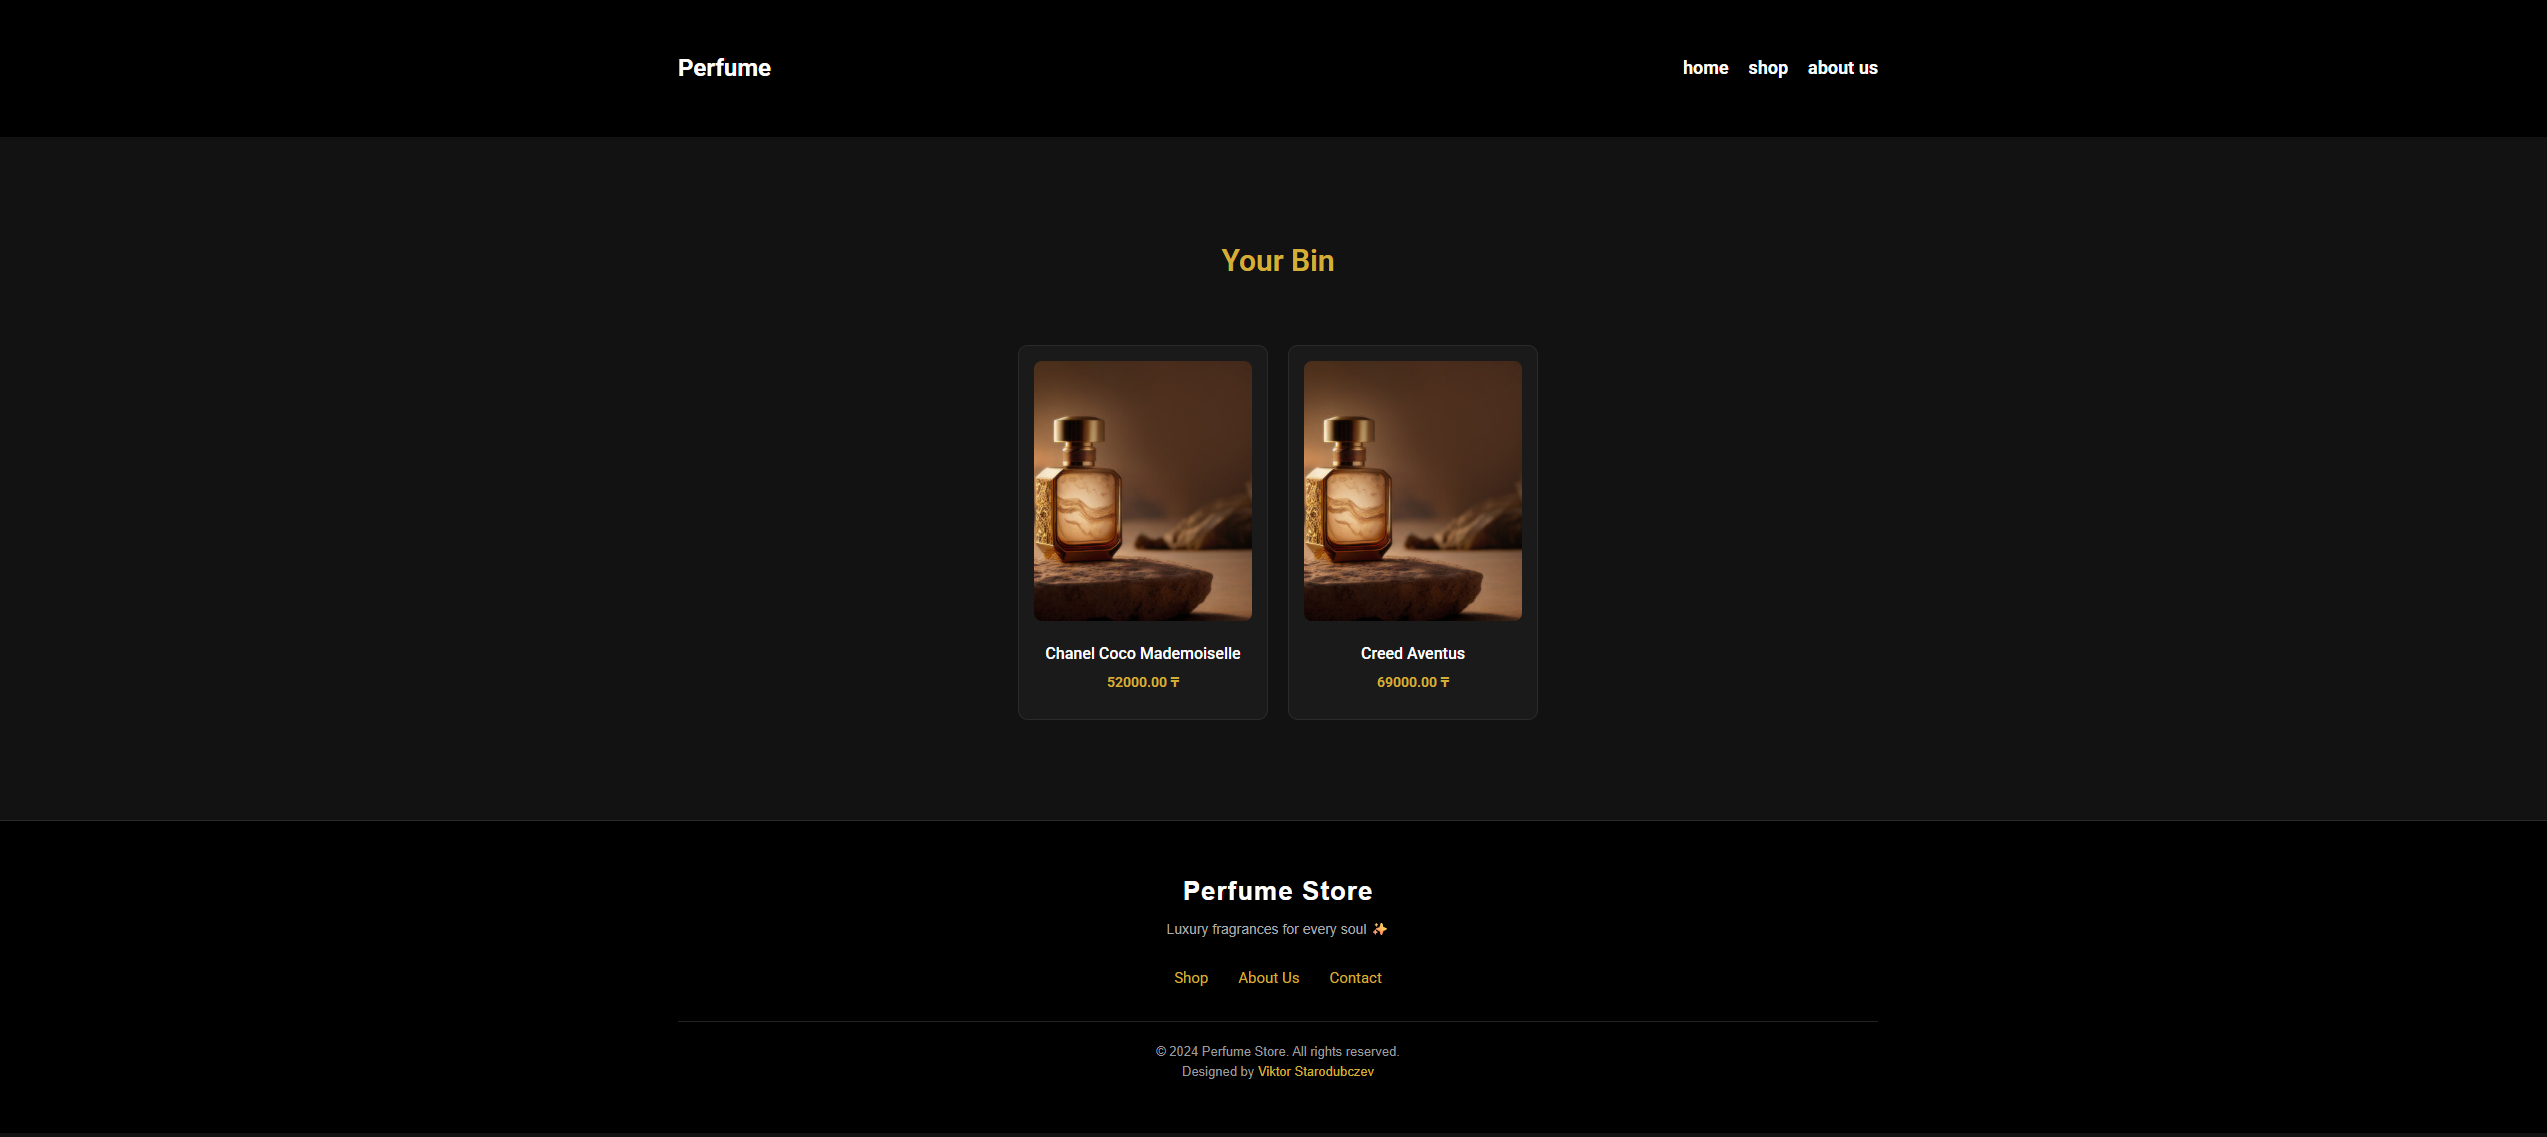 Perfume
home shop about us
Your Bin
Chanel Coco Mademoiselle
52000.00 ₸
Creed Aventus
69000.00 ₸
Perfume Store
Luxury fragrances for every soul ✨
Shop About Us Contact
© 2024 Perfume Store. All rights reserved.
Designed by Viktor Starodubczev